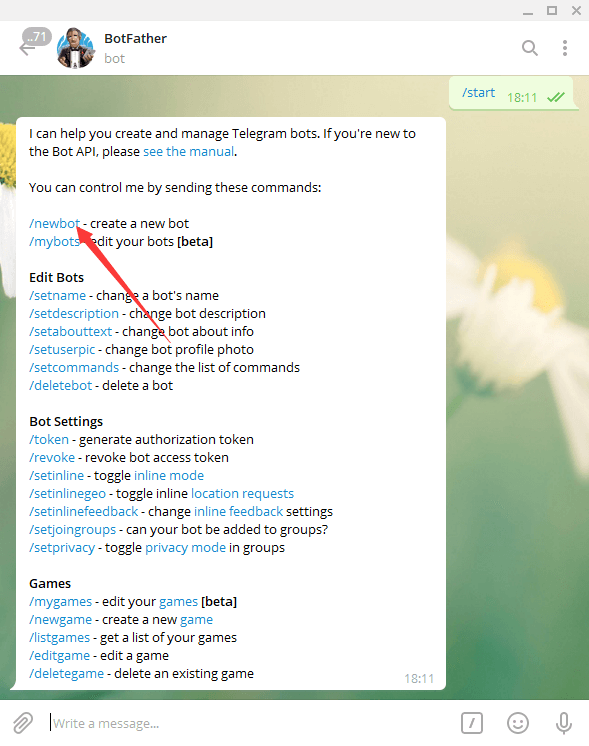 ..71
BotFather
bot
/start 18:11
I can help you create and manage Telegram bots. If you're new to
the Bot API, please see the manual.
You can control me by sending these commands:
/newbot - create a new bot
/mybots - edit your bots [beta]
Edit Bots
/setname - change a bot's name
/setdescription - change bot description
/setabouttext - change bot about info
/setuserpic - change bot profile photo
/setcommands - change the list of commands
/deletebot - delete a bot
Bot Settings
/token - generate authorization token
/revoke - revoke bot access token
/setinline - toggle inline mode
/setinlinegeo - toggle inline location requests
/setinlinefeedback - change inline feedback settings
/setjoingroups - can your bot be added to groups?
/setprivacy - toggle privacy mode in groups
Games
/mygames - edit your games [beta]
/newgame - create a new game
/listgames - get a list of your games
/editgame - edit a game
/deletegame - delete an existing game
18:11
Write a message...
/